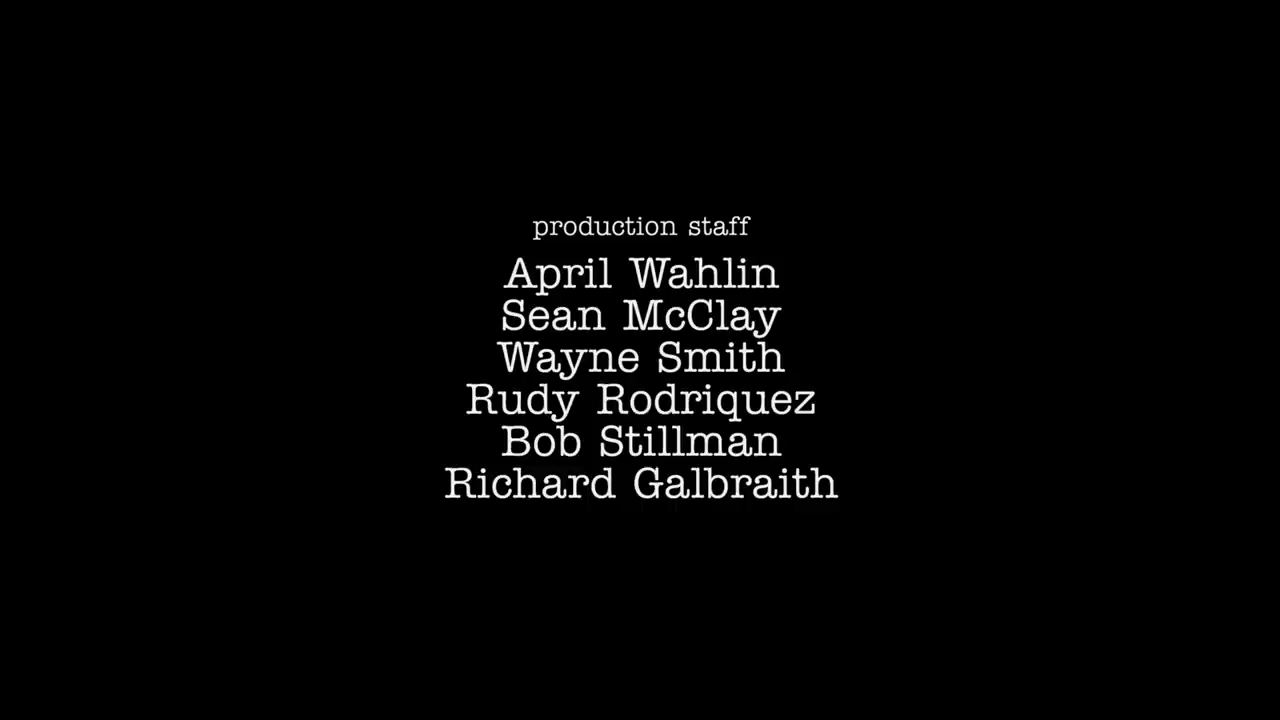 production staff
April Wahlin
Sean McClay
Wayne Smith
Rudy Rodriquez
Bob Stillman
Richard Galbraith